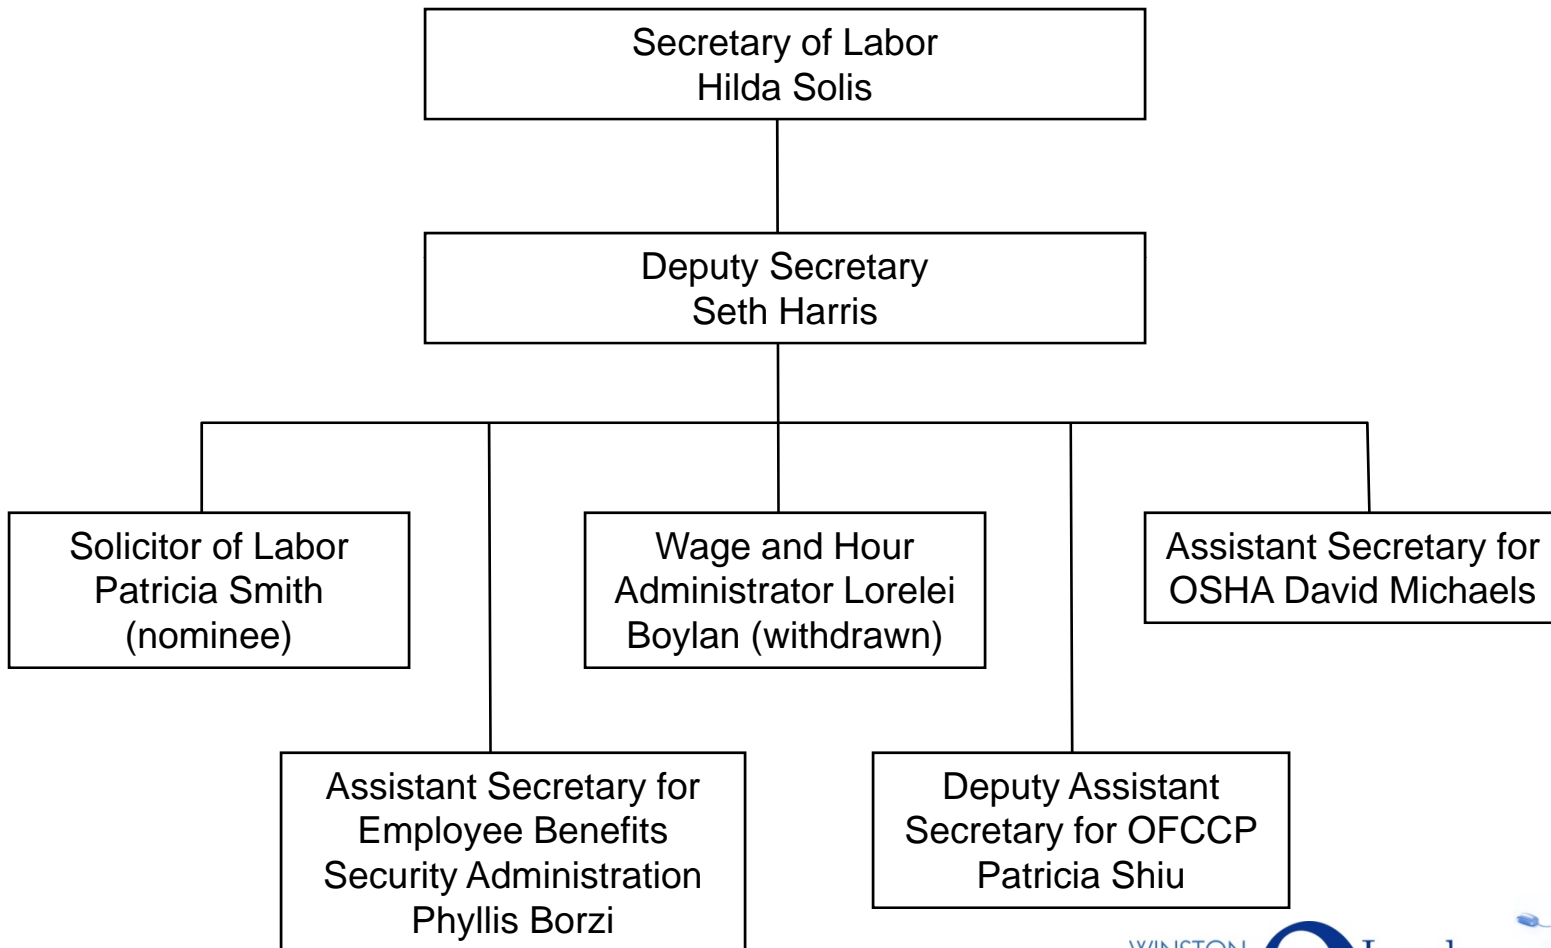 Secretary of Labor
Hilda Solis
Deputy Secretary
Seth Harris
Solicitor of Labor
Patricia Smith
(nominee)
Wage and Hour
Administrator Lorelei
Boylan (withdrawn)
Assistant Secretary for
OSHA David Michaels
Assistant Secretary for
Employee Benefits
Security Administration
Phyllis Borzi
Deputy Assistant
Secretary for OFCCP
Patricia Shiu
WINSTON